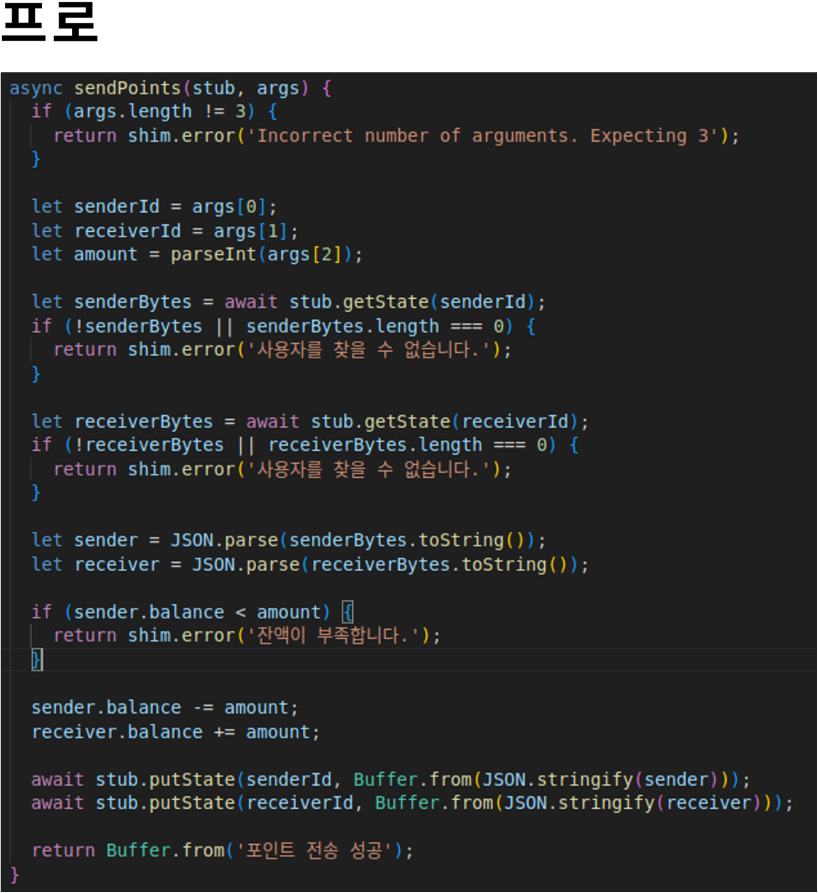 프로
async sendPoints(stub, args) {
if (args.length != 3) {
return shim.error('Incorrect number of arguments. Expecting 3');
}
let senderId = args[0];
let receiverId = args[1];
let amount = parseInt(args[2]);
let senderBytes = await stub.getState(senderId);
if (!senderBytes || senderBytes.length === 0) {
return shim.error('사용자를 찾을 수 없습니다.');
}
let receiverBytes = await stub.getState(receiverId);
if (!receiverBytes || receiverBytes.length === 0) {
return shim.error('사용자를 찾을 수 없습니다.');
}
let sender = JSON.parse(senderBytes.toString());
let receiver = JSON.parse(receiverBytes.toString());
if (sender.balance < amount) {
return shim.error('잔액이 부족합니다.');
}
sender.balance -= amount;
receiver.balance += amount;
await stub.putState(senderId, Buffer.from(JSON.stringify(sender)));
await stub.putState(receiverId, Buffer.from(JSON.stringify(receiver)));
return Buffer.from('포인트 전송 성공');
}